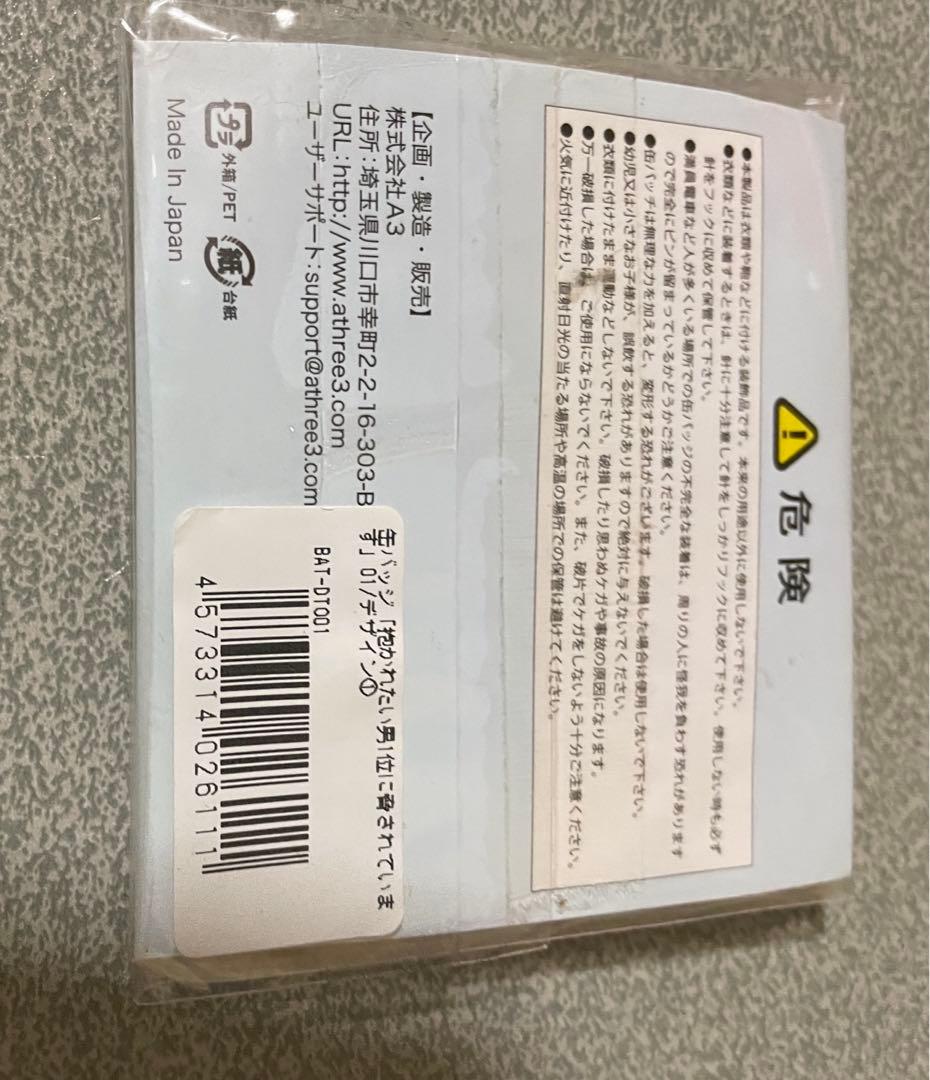 危険
●本製品は衣類や鞄などに付ける装飾品です。本来の用途以外に使用しないで下さい。
●衣類などに装着するときは、針に十分注意して針をしっかりフックに収めて下さい。使用しない時も必ず
針をフックに収めて保管して下さい。
●満員電車など人が多くいる場所での缶バッジの不完全な装着は、周りの人に怪我を負わす恐れがあります
ので完全にピンが留まっているかどうかご注意ください。
●缶バッチは無理な力を加えると、変形する恐れがございます。破損した場合は使用しないで下さい。
●幼児又は小さなお子様が、誤飲する恐れがありますので絶対に与えないでください。
●衣類に付けたまま運動などしないで下さい。破損したり思わぬケガや事故の原因になります。
●万一破損した場合は、ご使用にならないでください。また、破片でケガをしないよう十分ご注意ください。
●火気に近付けたり、直射日光の当たる場所や高温の場所での保管は避けてください。
【企画・製造・販売】
株式会社A3
住所:埼玉県川口市幸町2-2-16-303-B
URL:http://www.athree3.com
ユーザーサポート:support@athree3.com
プラ 外箱/PET 紙 台紙
Made In Japan
缶バッジ「抱かれたい男1位に脅されていま
す」01/デザイン①
BAT-DT001
4573314026111